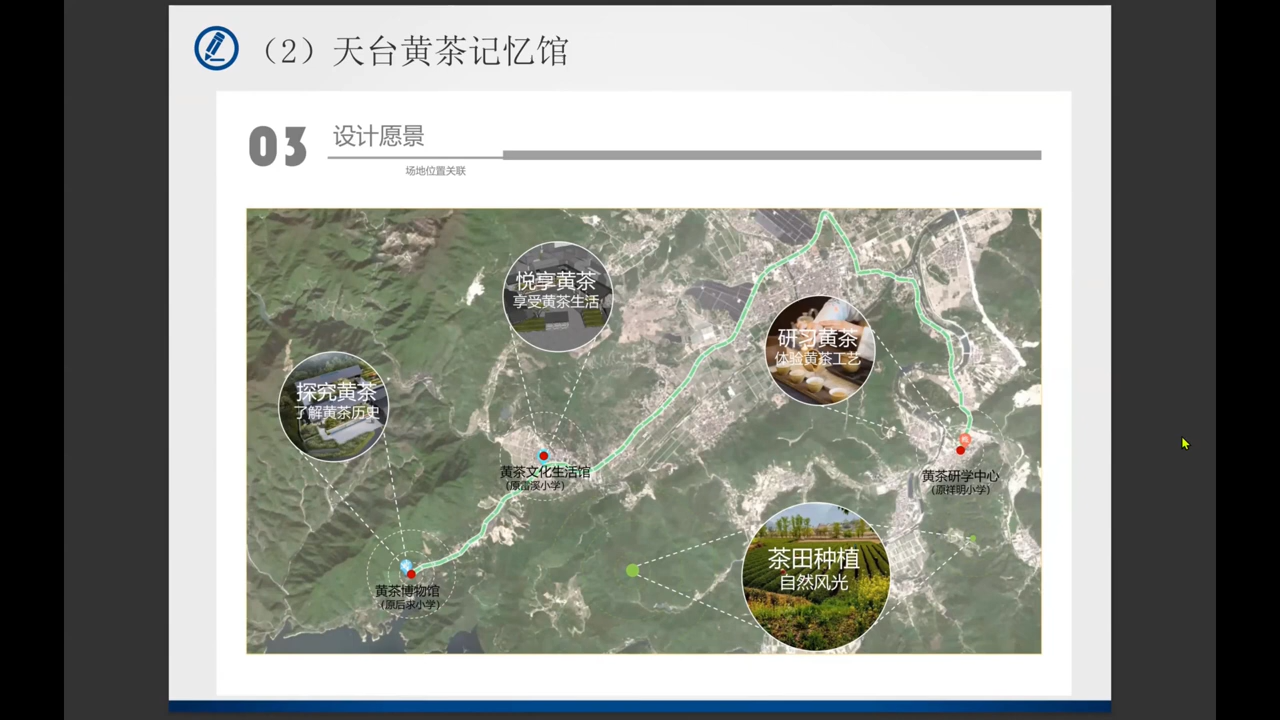 （2）天台黄茶记忆馆
03
设计愿景
场地位置关联
悦享黄茶
享受黄茶生活
研习黄茶
体验黄茶工艺
探究黄茶
了解黄茶历史
黄茶文化生活馆
(原雷溪小学)
黄茶研学中心
(原祥明小学)
茶田种植
自然风光
黄茶博物馆
(原后求小学)